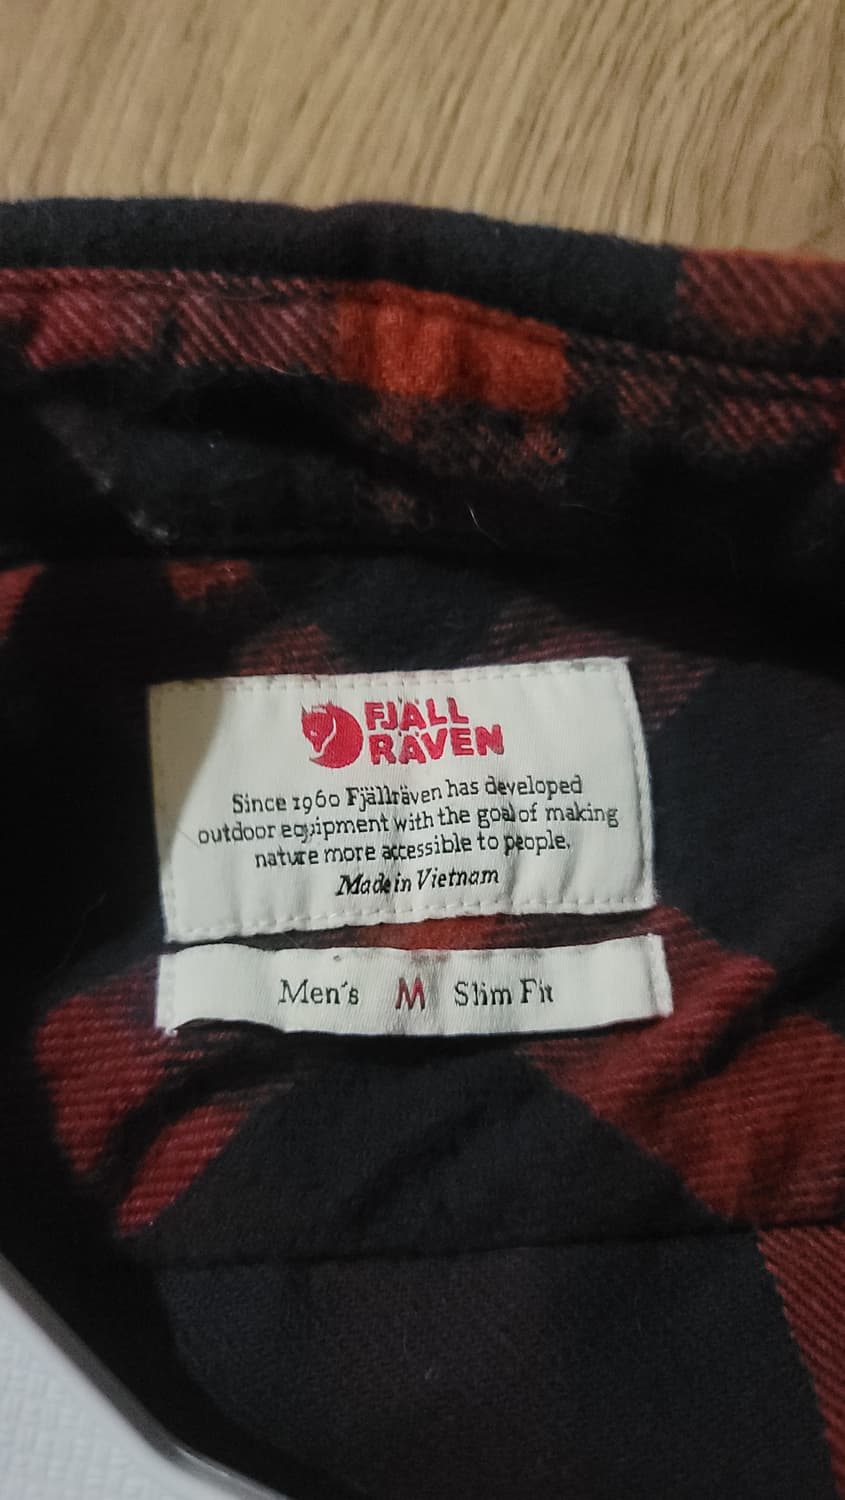 FJÄLL
RÄVEN
Since 1960 Fjällräven has developed
outdoor equipment with the goal of making
nature more accessible to people.
Made in Vietnam
Men's M Slim Fit